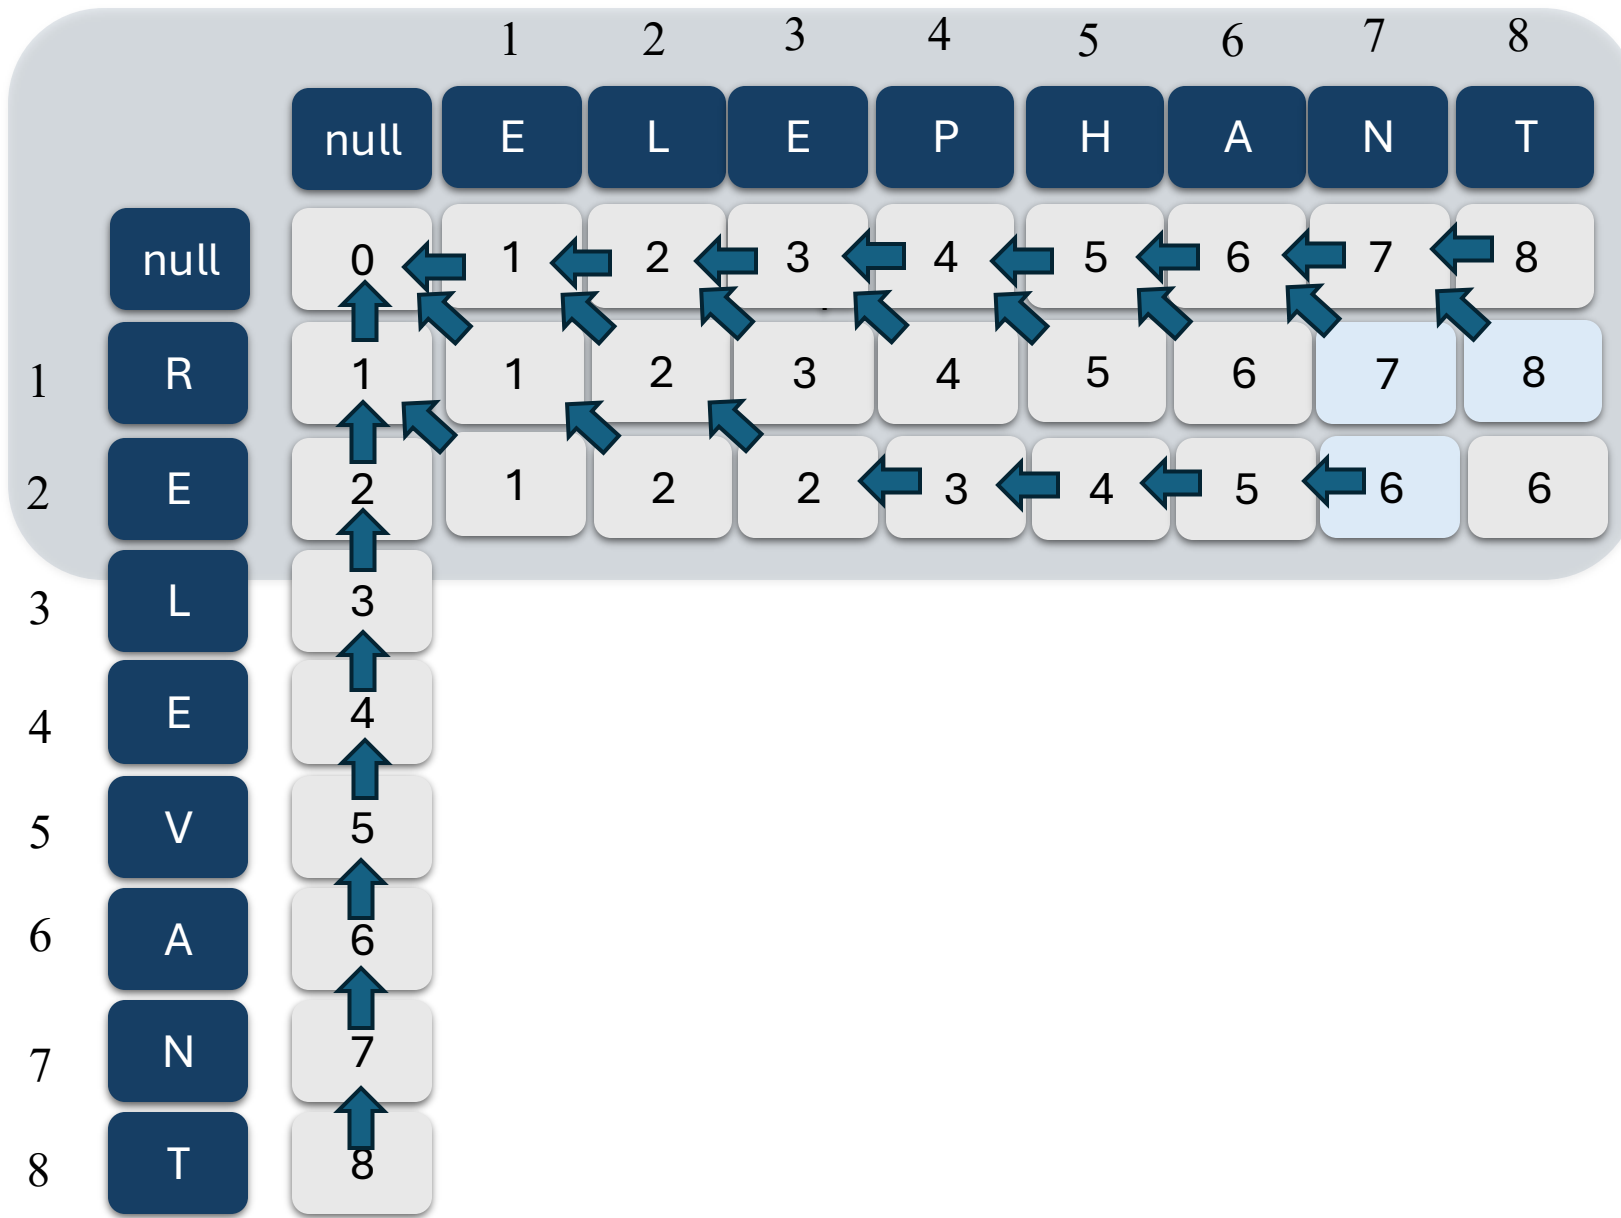 1 2 3 4 5 6 7 8
null E L E P H A N T
null 0 1 2 3 4 5 6 7 8
1 R 1 1 2 3 4 5 6 7 8
2 E 2 1 2 2 3 4 5 6 6
3 L 3
4 E 4
5 V 5
6 A 6
7 N 7
8 T 8